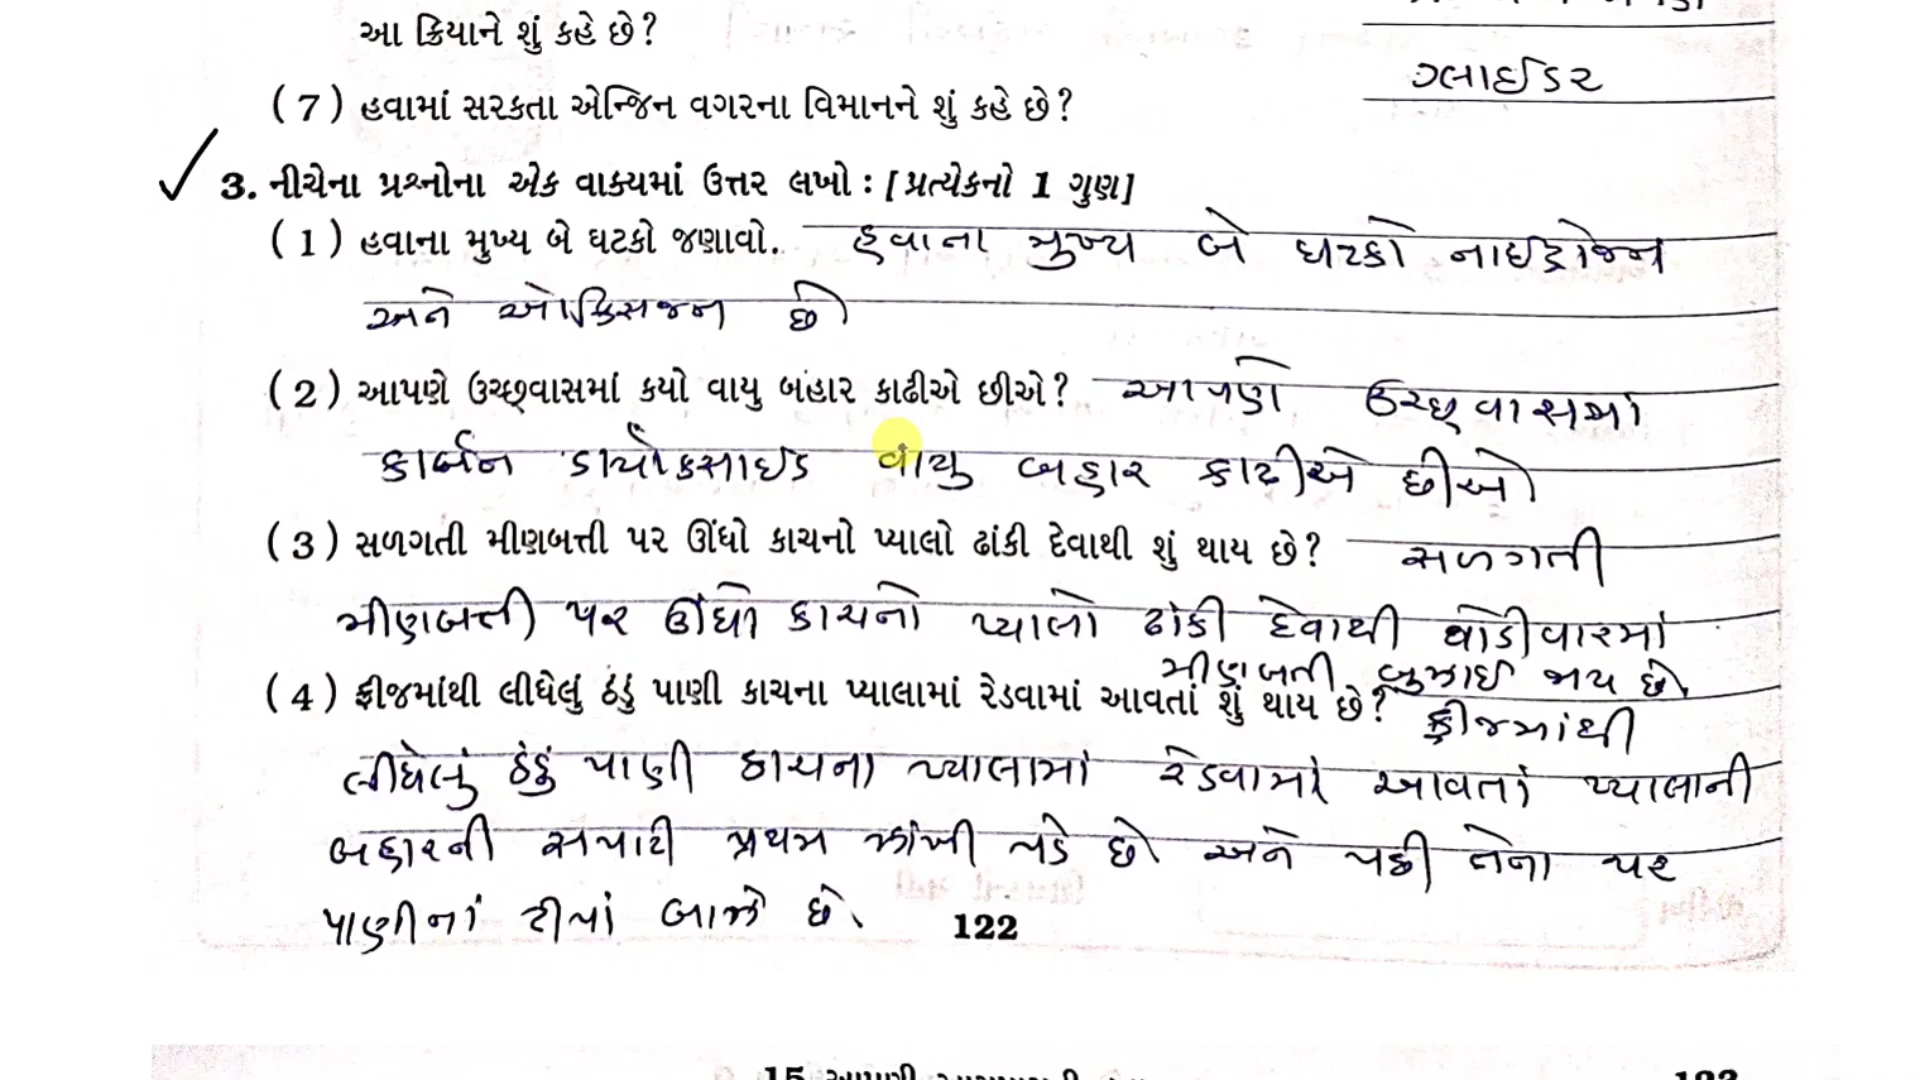 આ ક્રિયાને શું કહે છે?
ગ્લાઈડર
(7) હવામાં સરકતા એન્જિન વગરના વિમાનને શું કહે છે?
3. નીચેના પ્રશ્નોના એક વાક્યમાં ઉત્તર લખો : [પ્રત્યેકનો 1 ગુણ]
(1) હવાના મુખ્ય બે ઘટકો જણાવો. હવાના મુખ્ય બે ઘટકો નાઈટ્રોજન
અને ઓક્સિજન છે
(2) આપણે ઉચ્છ્વાસમાં કયો વાયુ બહાર કાઢીએ છીએ? આપણે ઉચ્છ્વાસમાં
કાર્બન ડાયોકસાઈડ વાયુ બહાર કાઢીએ છીએ
(3) સળગતી મીણબત્તી પર ઊંધો કાચનો પ્યાલો ઢાંકી દેવાથી શું થાય છે? સળગતી
મીણબત્તી પર ઊંધો કાચનો પ્યાલો ઢાંકી દેવાથી થોડીવારમાં
મીણબતી બુઝાઈ જાય છે.
(4) ફ્રીજમાંથી લીધેલું ઠંડું પાણી કાચના પ્યાલામાં રેડવામાં આવતાં શું થાય છે? ફ્રીજમાંથી
લીધેલું ઠંડું પાણી કાચના પ્યાલામાં રેડવામાં આવતાં પ્યાલાની
બહારની સપાટી પ્રથમ ઝાંખી પડે છે અને પછી તેના પર
પાણીનાં ટીપાં બાઝે છે.
122